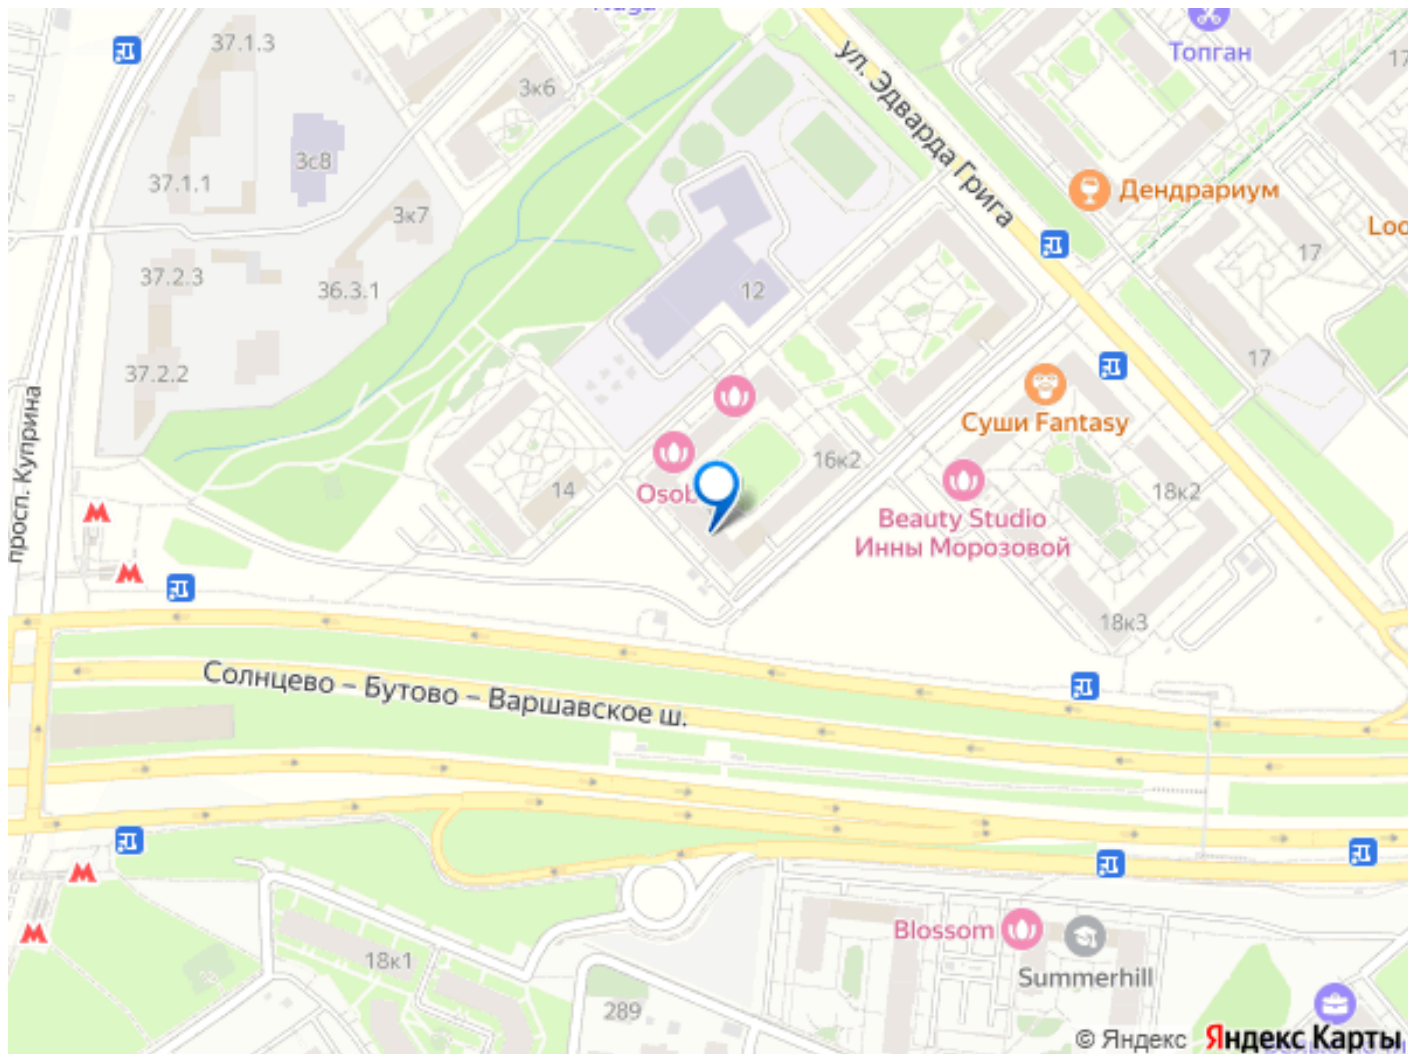 37.1.3
3к6
Топган
ул. Эдварда Грига
3с8
37.1.1
3к7
Дендрариум
Loo
17
37.2.3
36.3.1
12
17
37.2.2
просп. Куприна
Суши Fantasy
16к2
14
Osob
18к2
Beauty Studio
Инны Морозовой
18к3
Солнцево – Бутово – Варшавское ш.
Blossom
18к1
Summerhill
289
© Яндекс Яндекс Карты